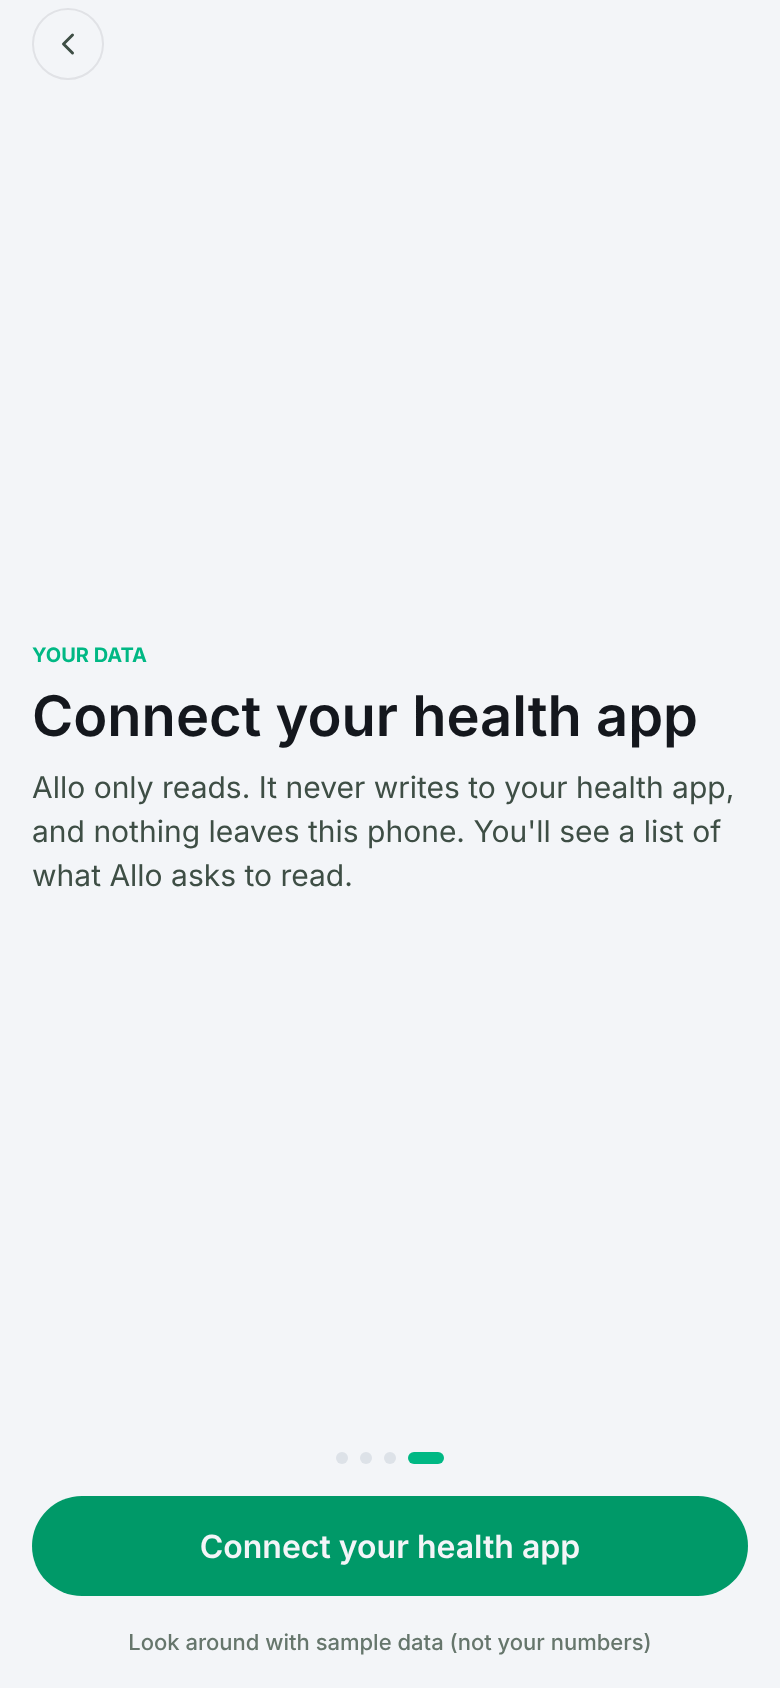 YOUR DATA
Connect your health app
Allo only reads. It never writes to your health app,
and nothing leaves this phone. You'll see a list of
what Allo asks to read.
Connect your health app
Look around with sample data (not your numbers)